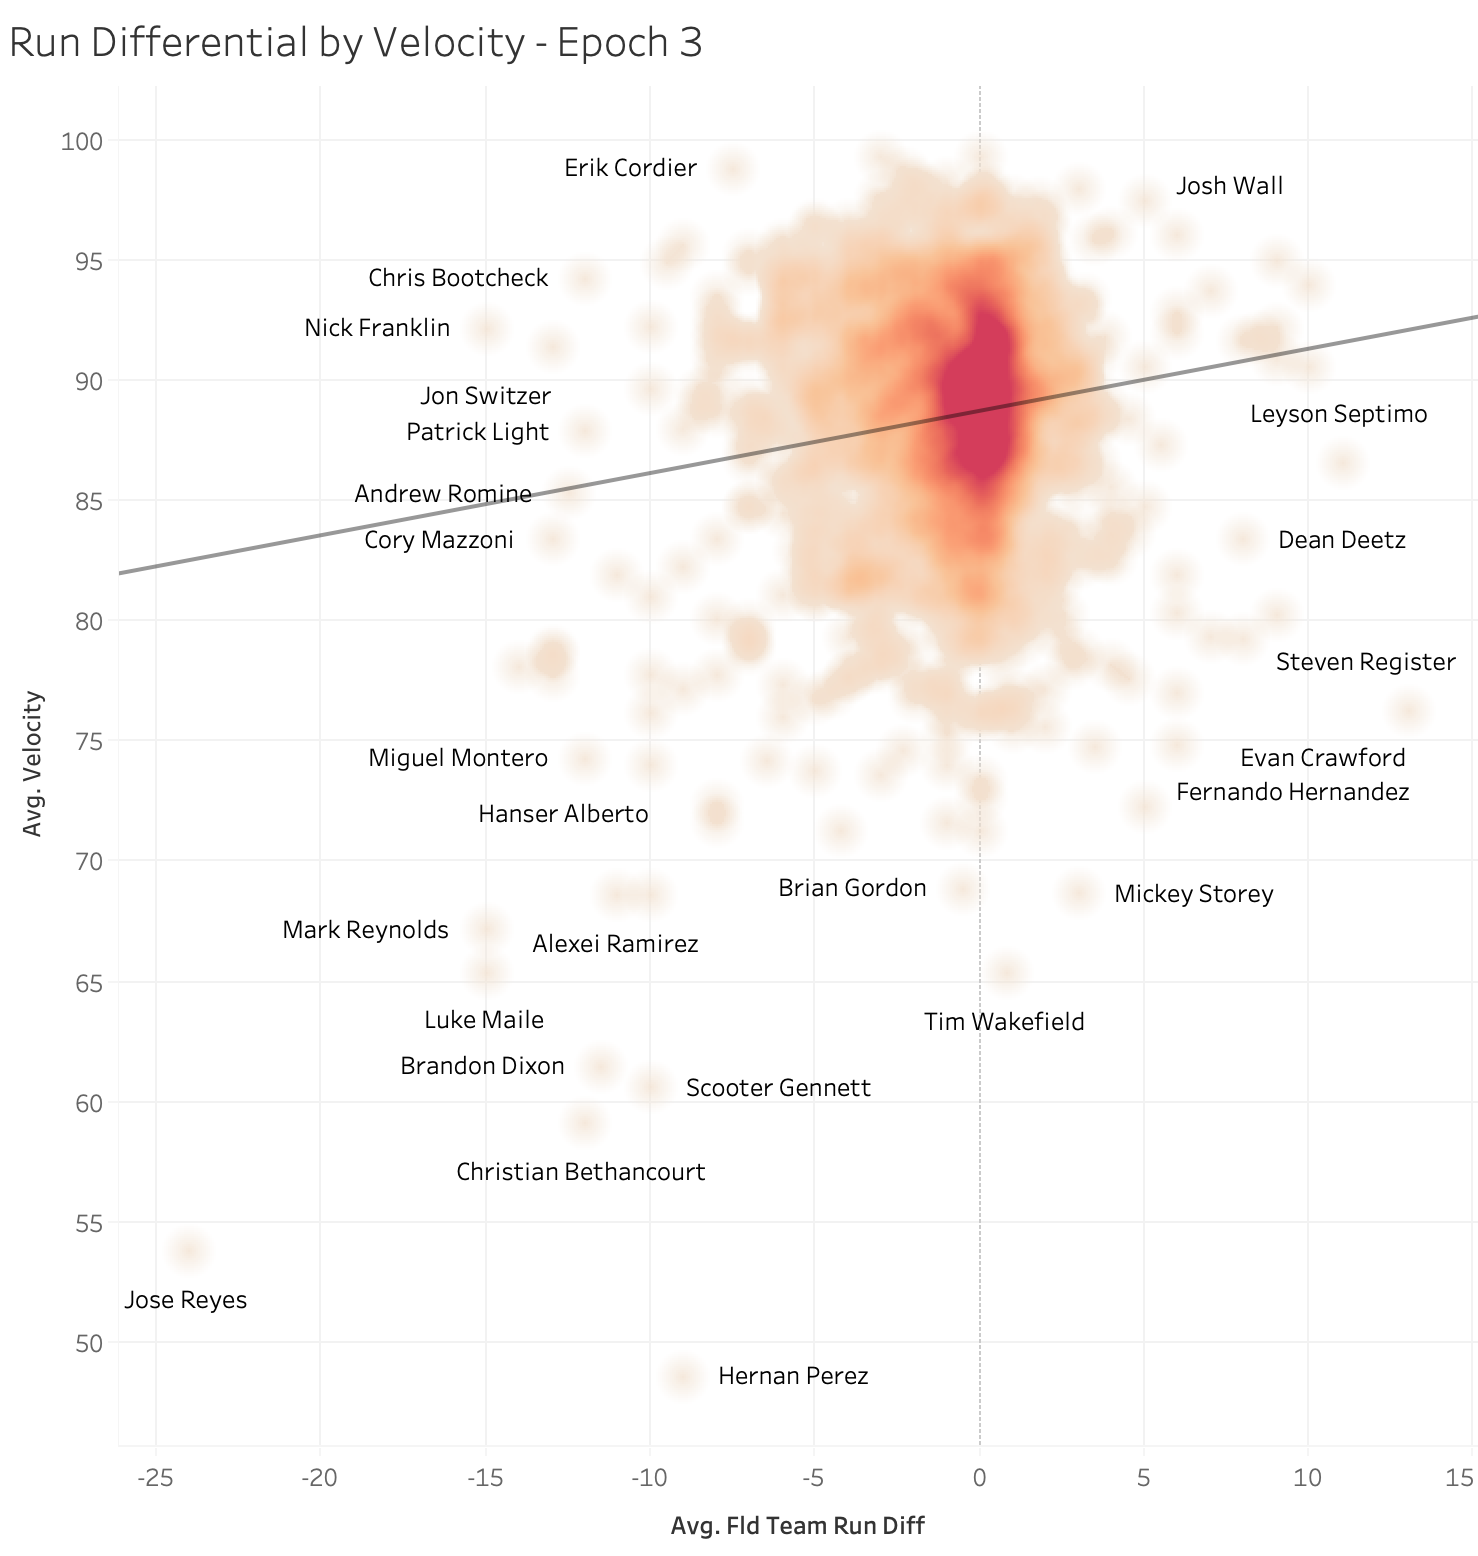 Run Differential by Velocity - Epoch 3
100
Erik Cordier
Josh Wall
95
Chris Bootcheck
Nick Franklin
90
Jon Switzer
Leyson Septimo
Patrick Light
85
Andrew Romine
Cory Mazzoni
Dean Deetz
80
Steven Register
Avg. Velocity
75
Miguel Montero
Evan Crawford
Fernando Hernandez
Hanser Alberto
70
Brian Gordon
Mickey Storey
Mark Reynolds
Alexei Ramirez
65
Luke Maile
Tim Wakefield
Brandon Dixon
Scooter Gennett
60
Christian Bethancourt
55
Jose Reyes
50
Hernan Perez
-25 -20 -15 -10 -5 0 5 10 15
Avg. Fld Team Run Diff